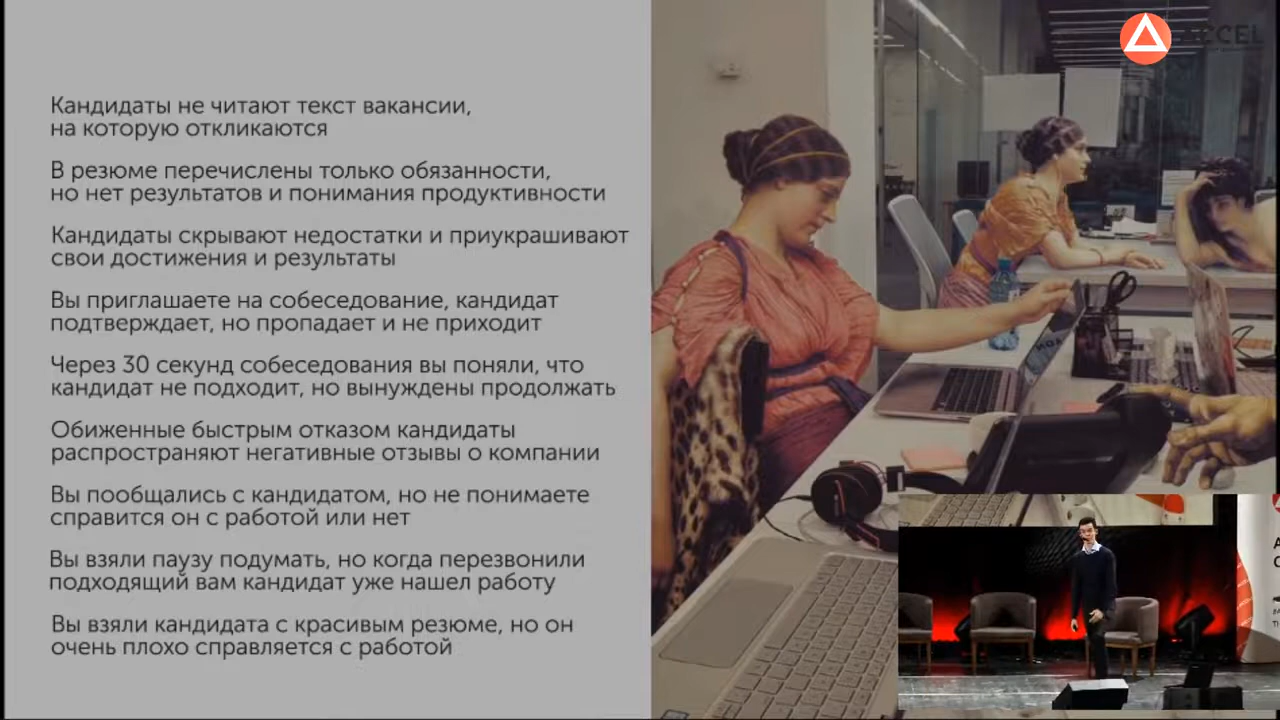 ACCEL
Кандидаты не читают текст вакансии,
на которую откликаются
В резюме перечислены только обязанности,
но нет результатов и понимания продуктивности
Кандидаты скрывают недостатки и приукрашивают
свои достижения и результаты
Вы приглашаете на собеседование, кандидат
подтверждает, но пропадает и не приходит
Через 30 секунд собеседования вы поняли, что
кандидат не подходит, но вынуждены продолжать
Обиженные быстрым отказом кандидаты
распространяют негативные отзывы о компании
Вы пообщались с кандидатом, но не понимаете
справится он с работой или нет
Вы взяли паузу подумать, но когда перезвонили
подходящий вам кандидат уже нашел работу
Вы взяли кандидата с красивым резюме, но он
очень плохо справляется с работой